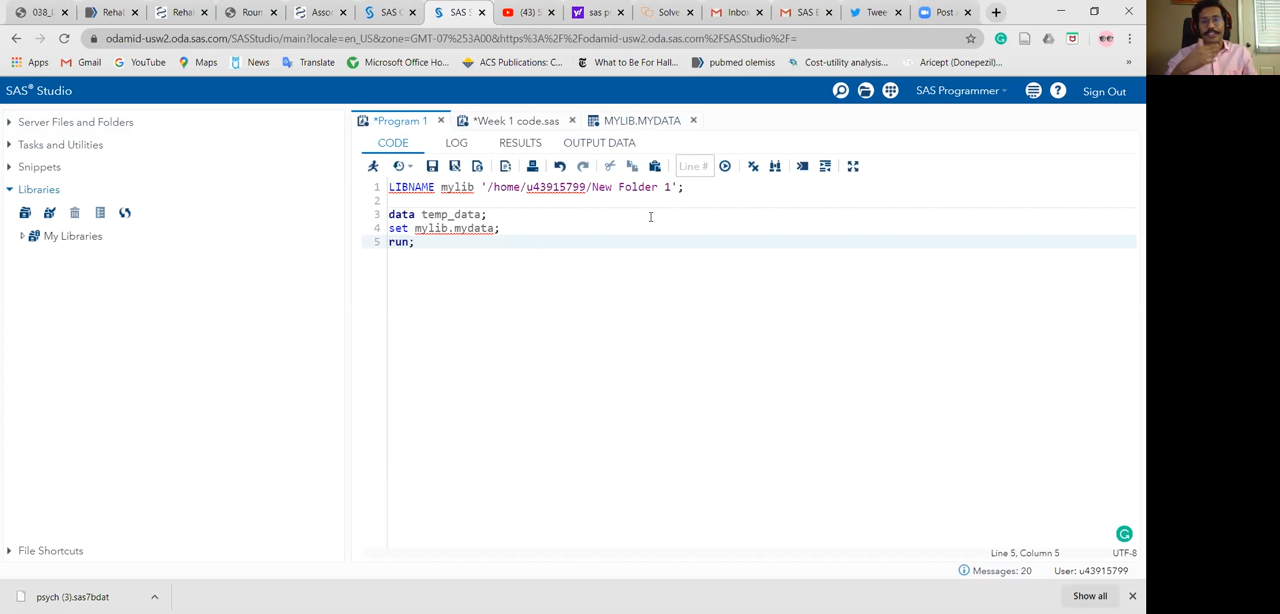 038_I
Rehal
Rehal
Roun
Assoc
SAS C
SAS S
(43) S
sas p
Solve
Inbo
SAS E
Twee
Post A
odamid-usw2.oda.sas.com/SASStudio/main?locale=en_US&zone=GMT-07%253A00&https%3A%2F%2Fodamid-usw2.oda.sas.com%2FSASStudio%2F=
Apps
Gmail
YouTube
Maps
News
Translate
Microsoft Office Ho...
ACS Publications: C...
What to Be For Hall...
pubmed olemiss
Cost-utility analysis...
Aricept (Donepezil)...
»
SAS® Studio
SAS Programmer
Sign Out
Server Files and Folders
Tasks and Utilities
Snippets
Libraries
My Libraries
File Shortcuts
*Program 1
*Week 1 code.sas
MYLIB.MYDATA
CODE
LOG
RESULTS
OUTPUT DATA
Line #
1 LIBNAME mylib '/home/u43915799/New Folder 1';
2
3 data temp_data;
4 set mylib.mydata;
5 run;
Line 5, Column 5
UTF-8
Messages: 20
User: u43915799
psych (3).sas7bdat
Show all